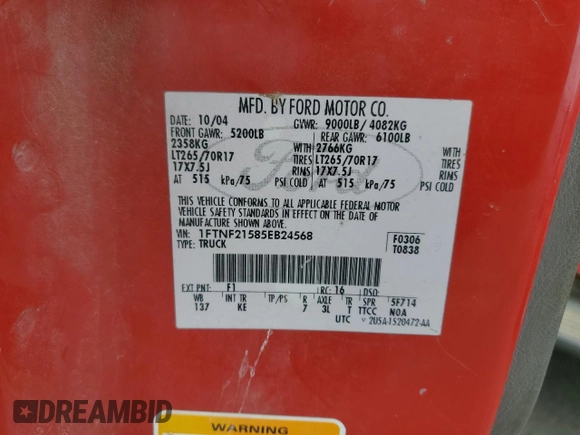 MFD. BY FORD MOTOR CO.
DATE: 10/04 GVWR: 9000LB/ 4082KG
FRONT GAWR: 5200LB REAR GAWR: 6100LB
2358KG WITH 2766KG WITH
LT265/70R17 TIRES LT265/70R17 TIRES
17X7.5J RIMS 17X7.5J RIMS
AT 515 kPa/75 PSI COLD AT 515 kPa/75 PSI COLD
THIS VEHICLE CONFORMS TO ALL APPLICABLE FEDERAL MOTOR
VEHICLE SAFETY STANDARDS IN EFFECT ON THE DATE OF
MANUFACTURE SHOWN ABOVE.
VIN: 1FTNF21585EB24568 F0306
TYPE: TRUCK T0838
EXT PNT: F1 RC: 16 DSO:
WB INT TR TP/PS R AXLE TR SPR 5F714
137 KE 7 3L T TTCC N0A
UTC 2U5A-1520472-AA
Ford
DREAMBID
WARNING